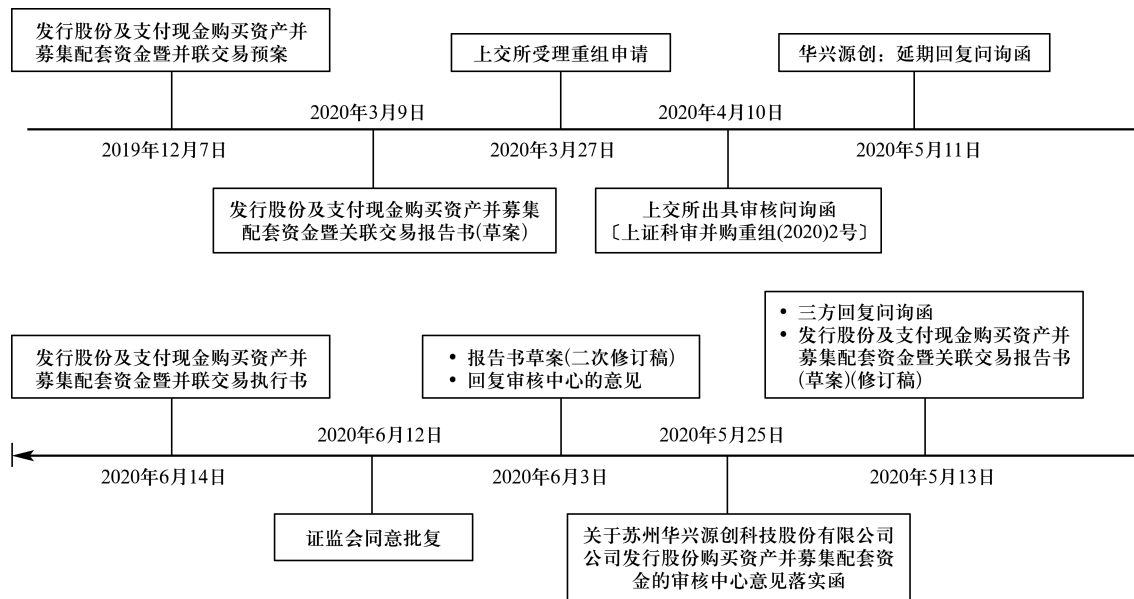 发行股份及支付现金购买资产并
募集配套资金暨并联交易预案
上交所受理重组申请
华兴源创：延期回复问询函
2020年3月9日
2020年4月10日
2019年12月7日
2020年3月27日
2020年5月11日
发行股份及支付现金购买资产并募集
配套资金暨关联交易报告书(草案)
上交所出具审核问询函
〔上证科审并购重组(2020)2号〕
发行股份及支付现金购买资产并
募集配套资金暨并联交易执行书
• 报告书草案(二次修订稿)
• 回复审核中心的意见
• 三方回复问询函
• 发行股份及支付现金购买资产并
募集配套资金暨关联交易报告书
(草案)(修订稿)
2020年6月12日
2020年5月25日
2020年6月14日
2020年6月3日
2020年5月13日
证监会同意批复
关于苏州华兴源创科技股份有限公司
公司发行股份购买资产并募集配套资
金的审核中心意见落实函